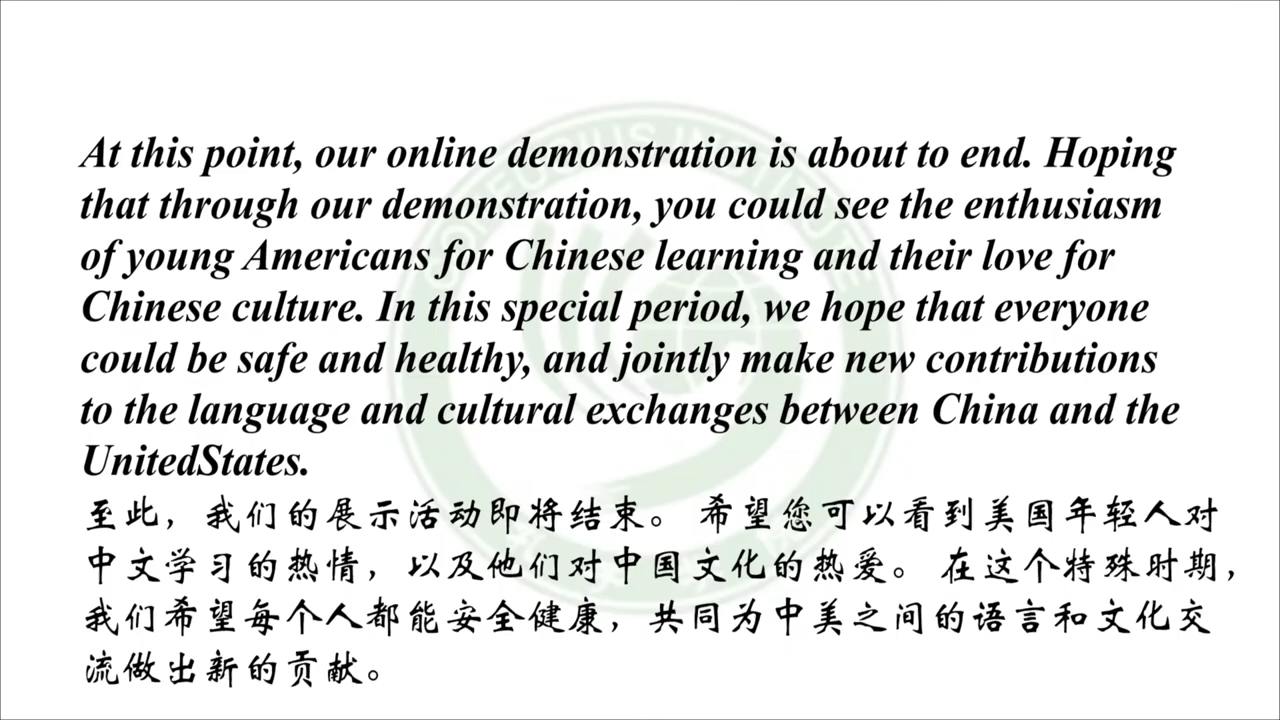 At this point, our online demonstration is about to end. Hoping
that through our demonstration, you could see the enthusiasm
of young Americans for Chinese learning and their love for
Chinese culture. In this special period, we hope that everyone
could be safe and healthy, and jointly make new contributions
to the language and cultural exchanges between China and the
UnitedStates.
至此，我们的展示活动即将结束。 希望您可以看到美国年轻人对
中文学习的热情，以及他们对中国文化的热爱。在这个特殊时期，
我们希望每个人都能安全健康，共同为中美之间的语言和文化交
流做出新的贡献。